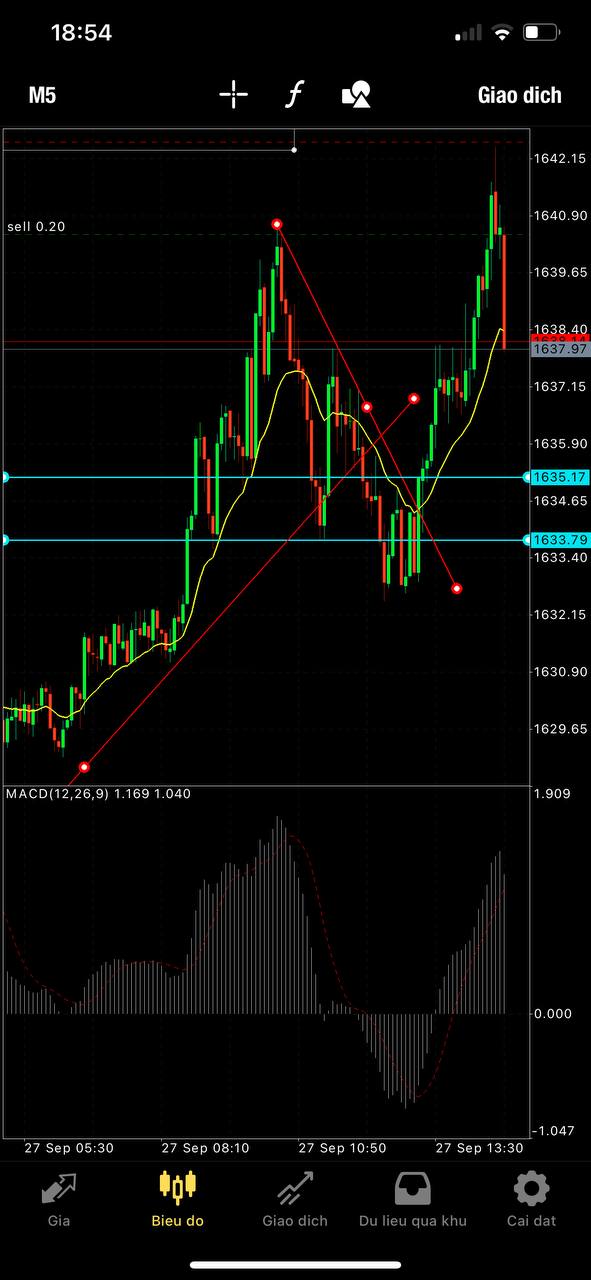 18:54
M5
f
Giao dich
1642.15
sell 0.20
1640.90
1639.65
1638.40
1638.14
1637.97
1637.15
1635.90
1635.17
1634.65
1633.79
1633.40
1632.15
1630.90
1629.65
MACD(12,26,9) 1.169 1.040
1.909
0.000
-1.047
27 Sep 05:30
27 Sep 08:10
27 Sep 10:50
27 Sep 13:30
Gia
Bieu do
Giao dich
Du lieu qua khu
Cai dat